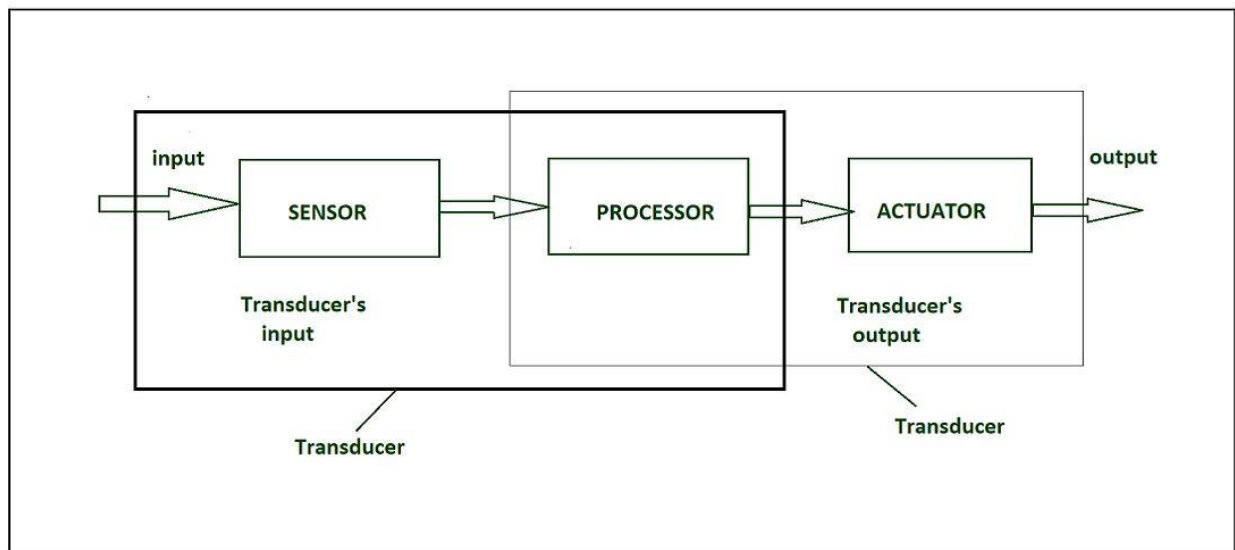 input
output
SENSOR
PROCESSOR
ACTUATOR
Transducer's
input
Transducer's
output
Transducer
Transducer